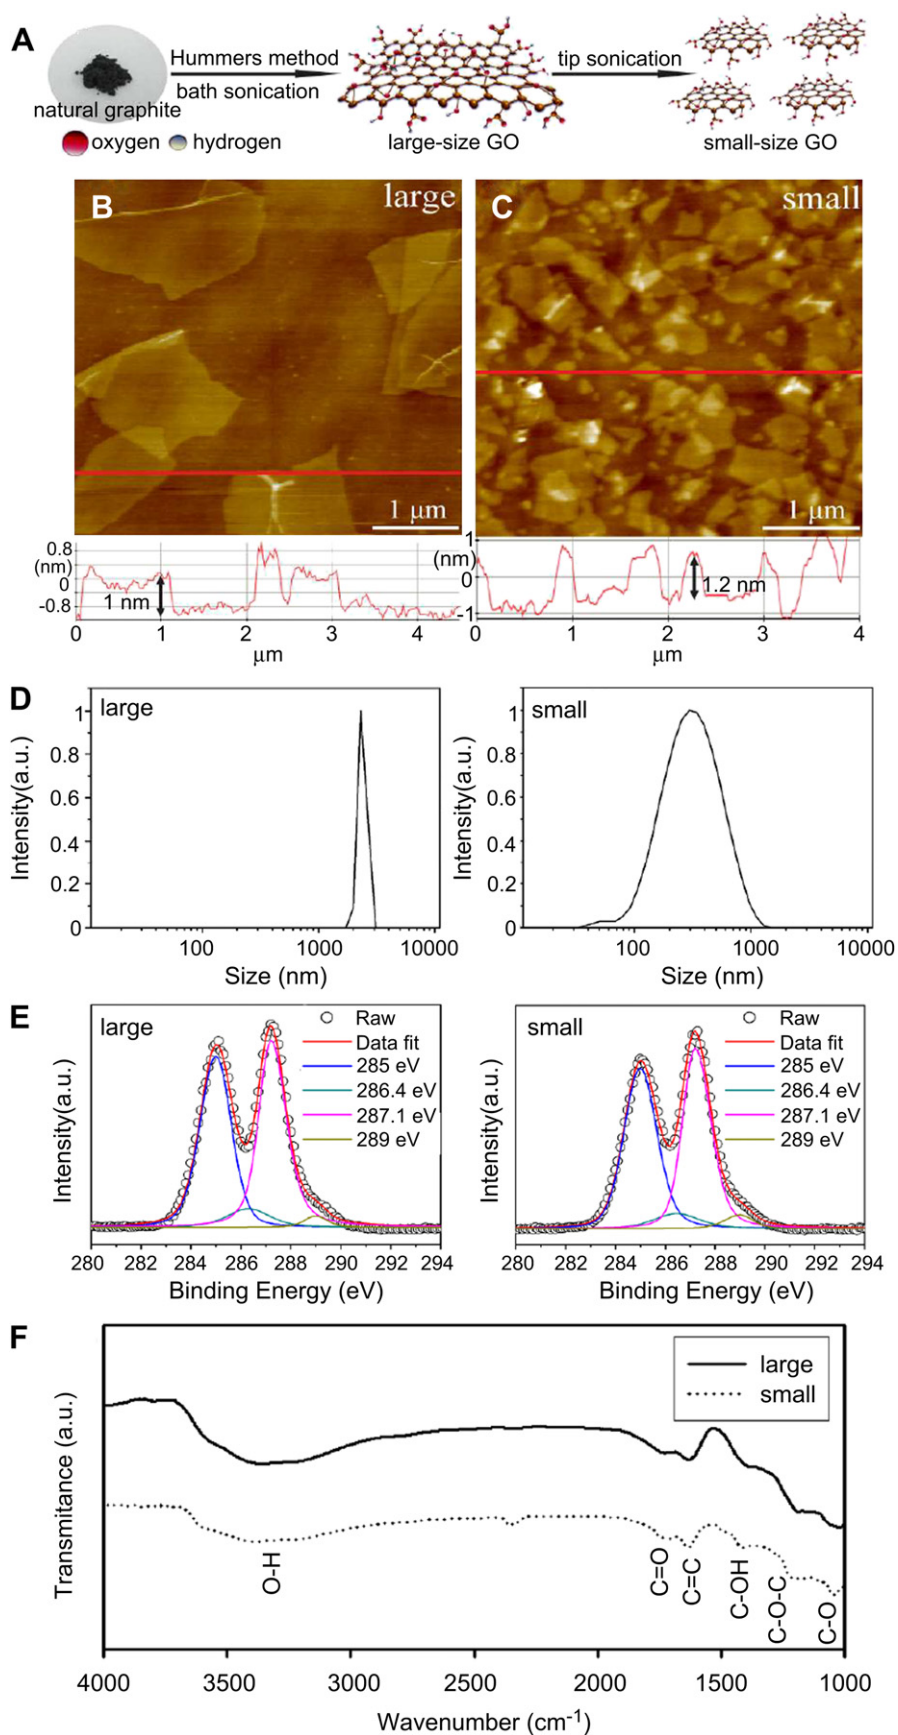 A
Hummers method
bath sonication
tip sonication
natural graphite
oxygen
hydrogen
large-size GO
small-size GO
B
large
1 μm
C
small
1 μm
0.8
(nm)
0
-0.8
1 nm
0
1
2
3
4
μm
1
(nm)
0
-1
1.2 nm
0
1
2
3
4
μm
D
large
Intensity(a.u.)
1
0.8
0.6
0.4
0.2
0
100
1000
10000
Size (nm)
small
Intensity(a.u.)
1
0.8
0.6
0.4
0.2
0
100
1000
10000
Size (nm)
E
large
Raw
Data fit
285 eV
286.4 eV
287.1 eV
289 eV
Intensity(a.u.)
280 282 284 286 288 290 292 294
Binding Energy (eV)
small
Raw
Data fit
285 eV
286.4 eV
287.1 eV
289 eV
Intensity(a.u.)
280 282 284 286 288 290 292 294
Binding Energy (eV)
F
large
small
Transmitance (a.u.)
O-H
C=O
C=C
C-OH
C-O-C
C-O
4000 3500 3000 2500 2000 1500 1000
Wavenumber (cm⁻¹)